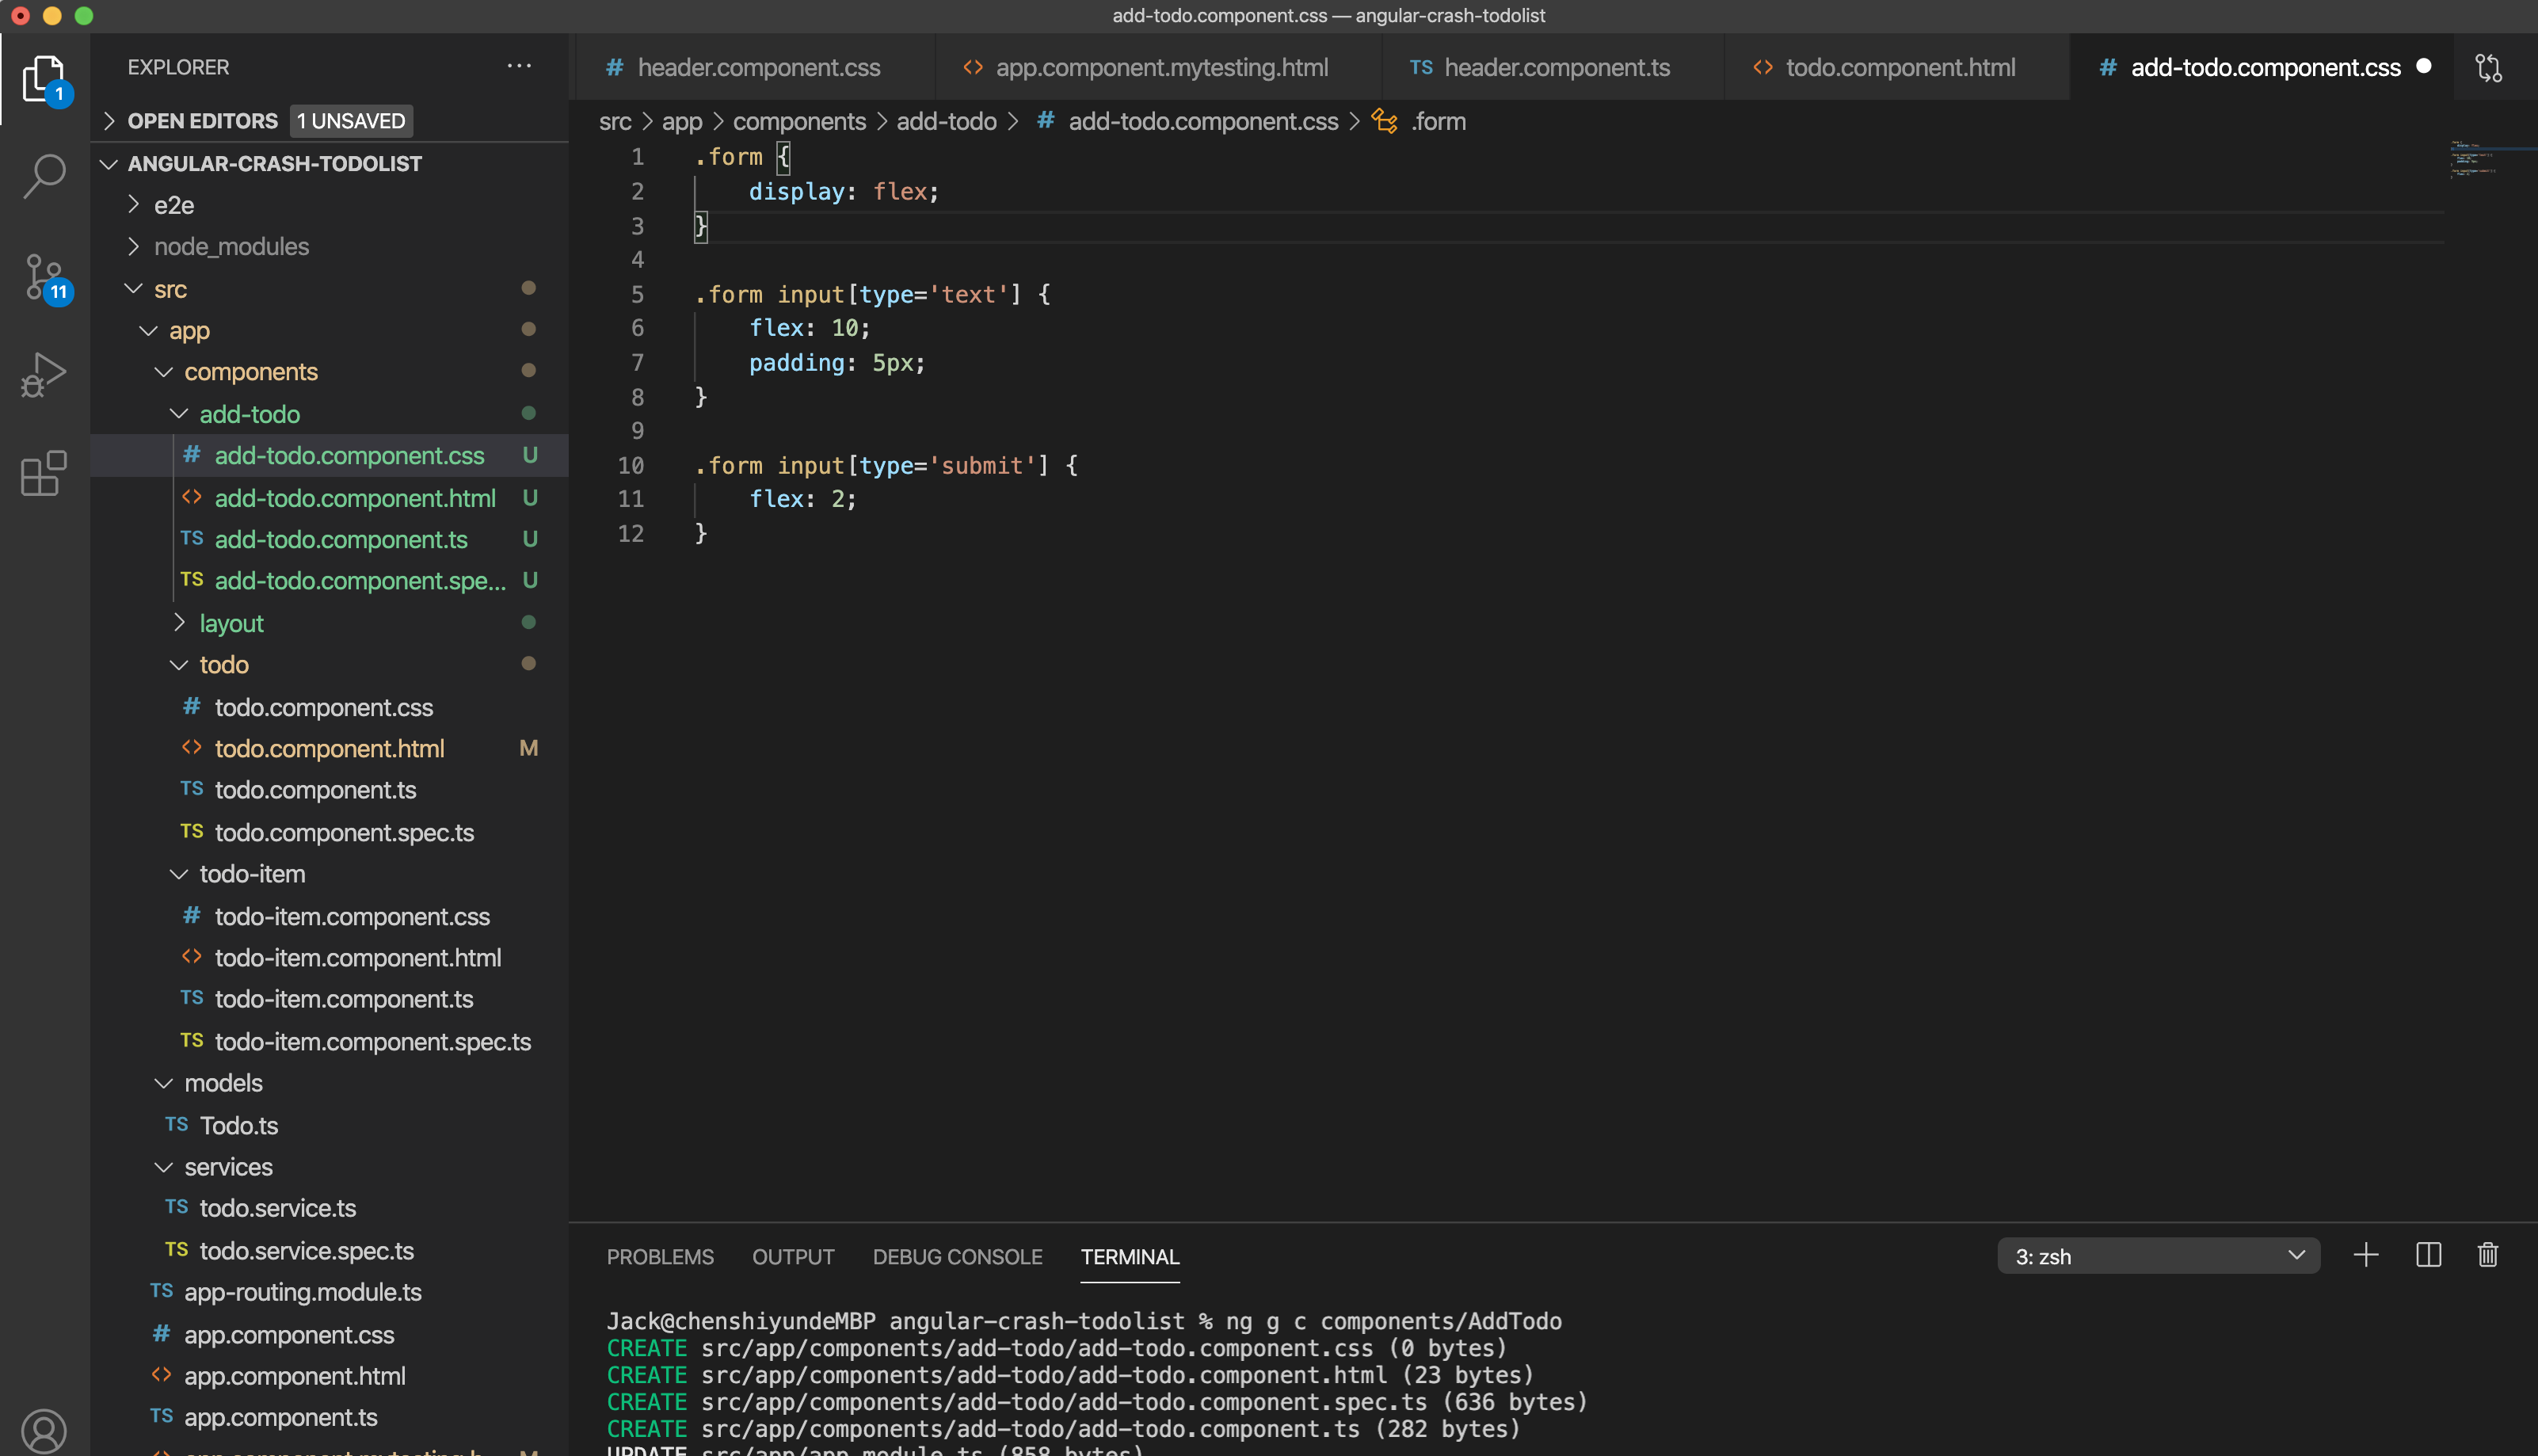 add-todo.component.css — angular-crash-todolist
EXPLORER
1
OPEN EDITORS 1 UNSAVED
ANGULAR-CRASH-TODOLIST
e2e
node_modules
src
11
app
components
add-todo
# add-todo.component.css U
<> add-todo.component.html U
TS add-todo.component.ts U
TS add-todo.component.spe... U
layout
todo
# todo.component.css
<> todo.component.html M
TS todo.component.ts
TS todo.component.spec.ts
todo-item
# todo-item.component.css
<> todo-item.component.html
TS todo-item.component.ts
TS todo-item.component.spec.ts
models
TS Todo.ts
services
TS todo.service.ts
TS todo.service.spec.ts
TS app-routing.module.ts
# app.component.css
<> app.component.html
TS app.component.ts
# header.component.css <> app.component.mytesting.html TS header.component.ts <> todo.component.html # add-todo.component.css
src > app > components > add-todo > # add-todo.component.css > .form
1 .form {
2 display: flex;
3 }
4
5 .form input[type='text'] {
6 flex: 10;
7 padding: 5px;
8 }
9
10 .form input[type='submit'] {
11 flex: 2;
12 }
PROBLEMS OUTPUT DEBUG CONSOLE TERMINAL 3: zsh
Jack@chenshiyundeMBP angular-crash-todolist % ng g c components/AddTodo
CREATE src/app/components/add-todo/add-todo.component.css (0 bytes)
CREATE src/app/components/add-todo/add-todo.component.html (23 bytes)
CREATE src/app/components/add-todo/add-todo.component.spec.ts (636 bytes)
CREATE src/app/components/add-todo/add-todo.component.ts (282 bytes)
UPDATE src/app/app.module.ts (858 bytes)